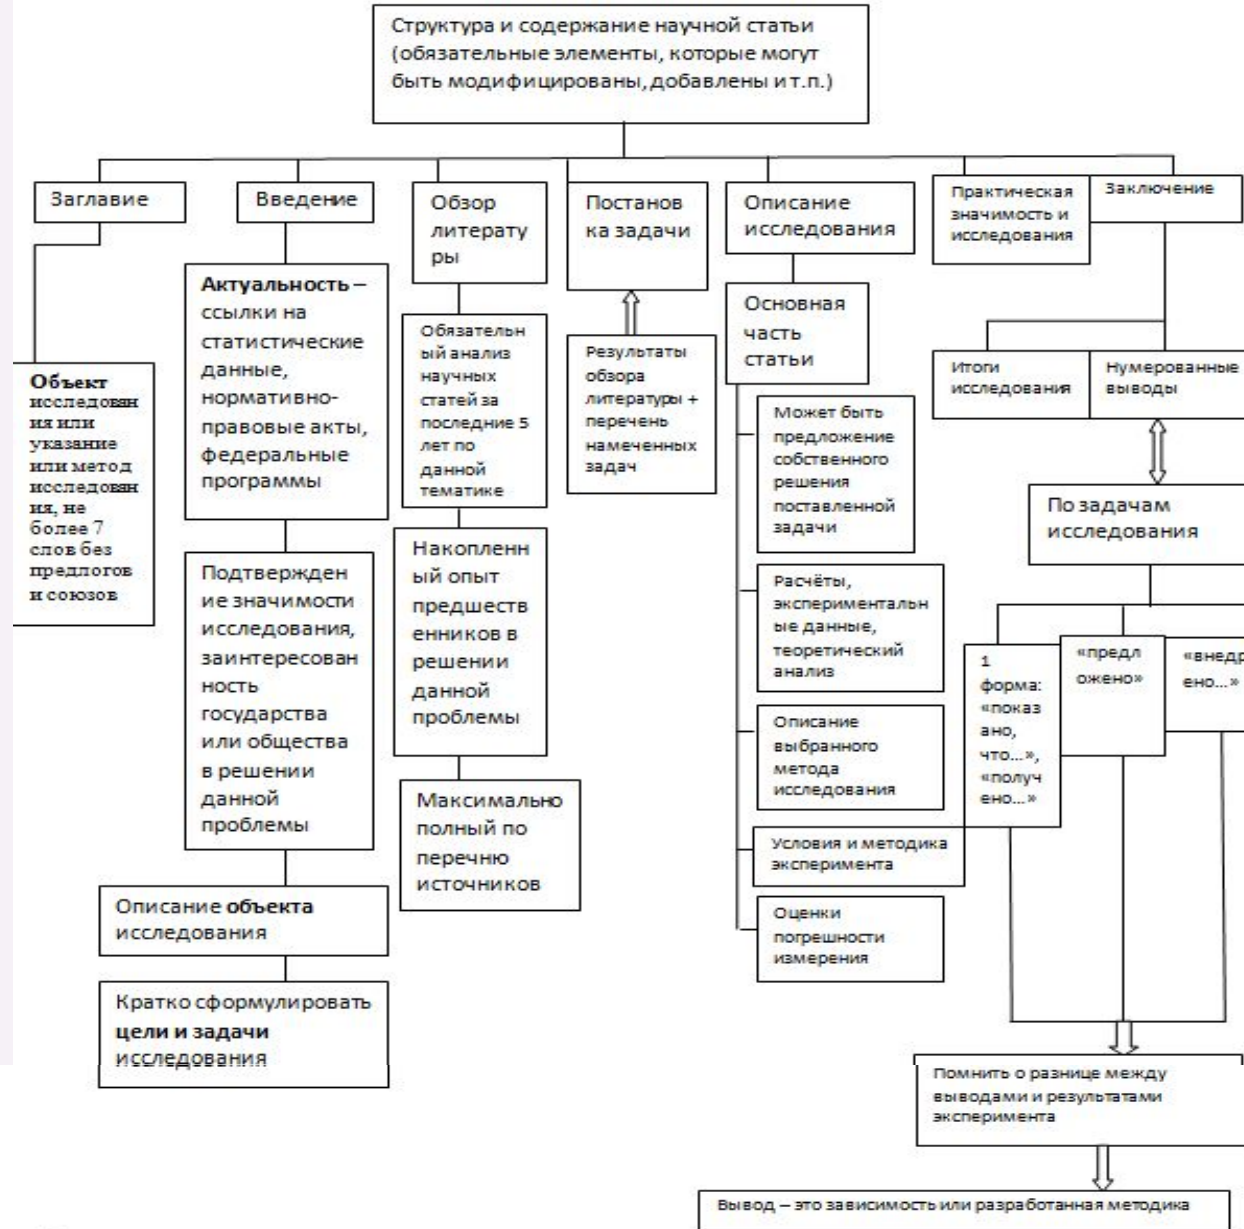 Структура и содержание научной статьи
(обязательные элементы, которые могут
быть модифицированы, добавлены и т.п.)
Заглавие
Объект
исследован
ия или
указание
или метод
исследован
ия, не
более 7
слов без
предлогов
и союзов
Введение
Актуальность –
ссылки на
статистические
данные,
нормативно-
правовые акты,
федеральные
программы
Подтвержден
ие значимости
исследования,
заинтересован
ность
государства
или общества
в решении
данной
проблемы
Описание объекта
исследования
Кратко сформулировать
цели и задачи
исследования
Обзор
литерату
ры
Обязательн
ый анализ
научных
статей за
последние 5
лет по
данной
тематике
Накопленн
ный опыт
предшеств
енников в
решении
данной
проблемы
Максимально
полный по
перечню
источников
Постанов
ка задачи
Результаты
обзора
литературы +
перечень
намеченных
задач
Описание
исследования
Основная
часть
статьи
Может быть
предложение
собственного
решения
поставленной
задачи
Расчёты,
экспериментальн
ые данные,
теоретический
анализ
Описание
выбранного
метода
исследования
Условия и методика
эксперимента
Оценки
погрешности
измерения
Практическая
значимость и
исследования
Заключение
Итоги
исследования
Нумерованные
выводы
По задачам
исследования
1
форма:
«показ
ано,
что...»,
«получ
ено...»
«предл
ожено»
«внедр
ено...»
Помнить о разнице между
выводами и результатами
эксперимента
Вывод – это зависимость или разработанная методика